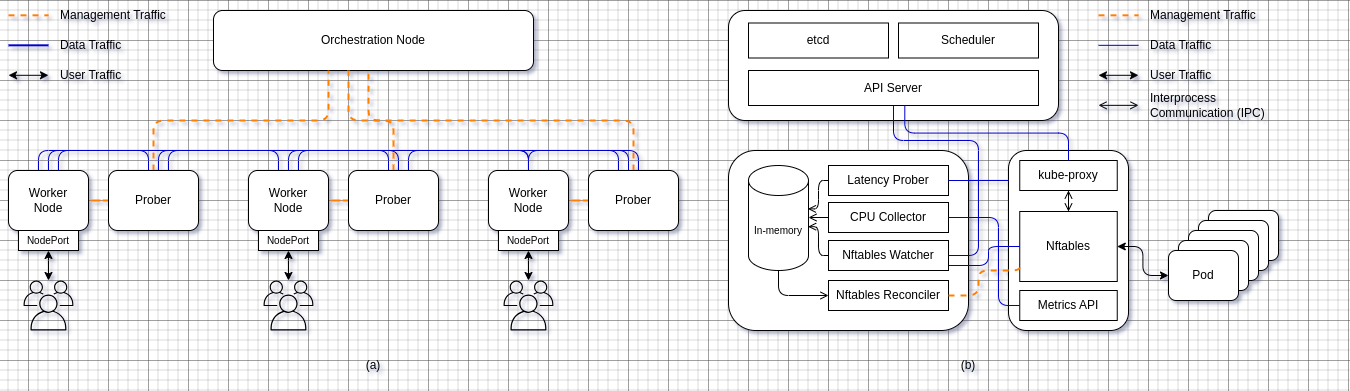 Management Traffic
Data Traffic
User Traffic
Orchestration Node
Worker
Node
Prober
Worker
Node
Prober
Worker
Node
Prober
NodePort
NodePort
NodePort
(a)
etcd
Scheduler
API Server
Management Traffic
Data Traffic
User Traffic
Interprocess
Communication (IPC)
In-memory
Latency Prober
CPU Collector
Nftables Watcher
Nftables Reconciler
kube-proxy
Nftables
Metrics API
Pod
(b)